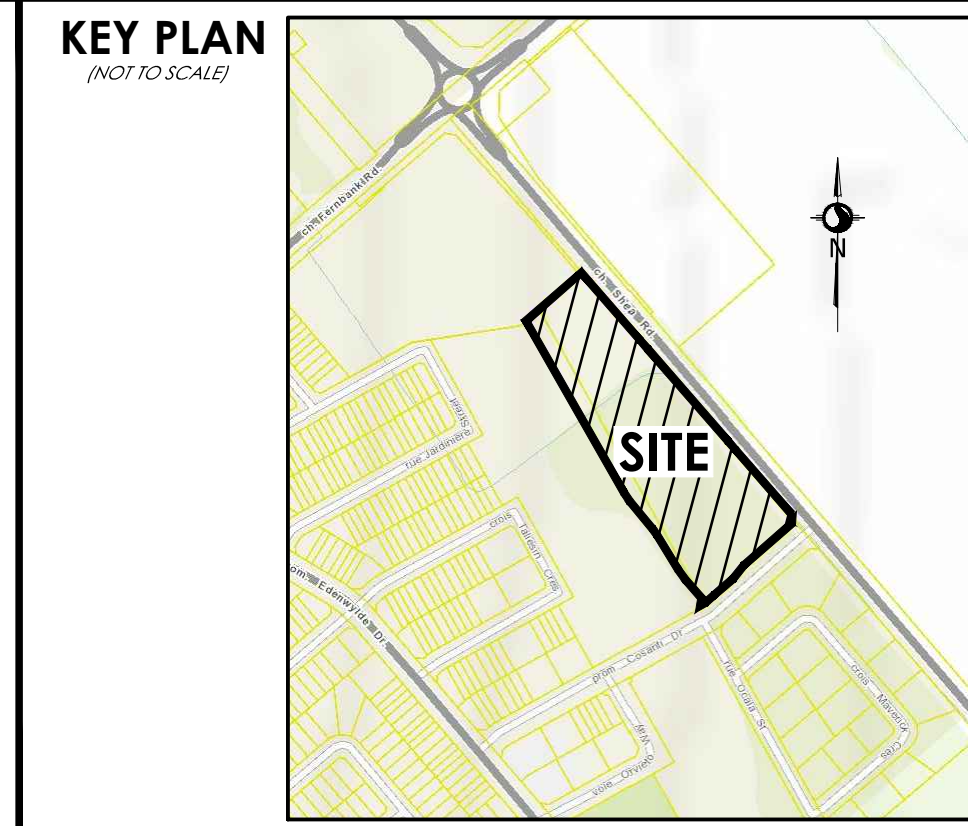 KEY PLAN
(NOT TO SCALE)
ch. Fernbank Rd.
ch. Shea Rd.
N
SITE
rue Jardinière Street
crois Taliesin Cres
prom. Edenwylde Dr.
prom Cosanti Dr
rue Ocala St
crois Maverick Cres
voie Orvieto Way